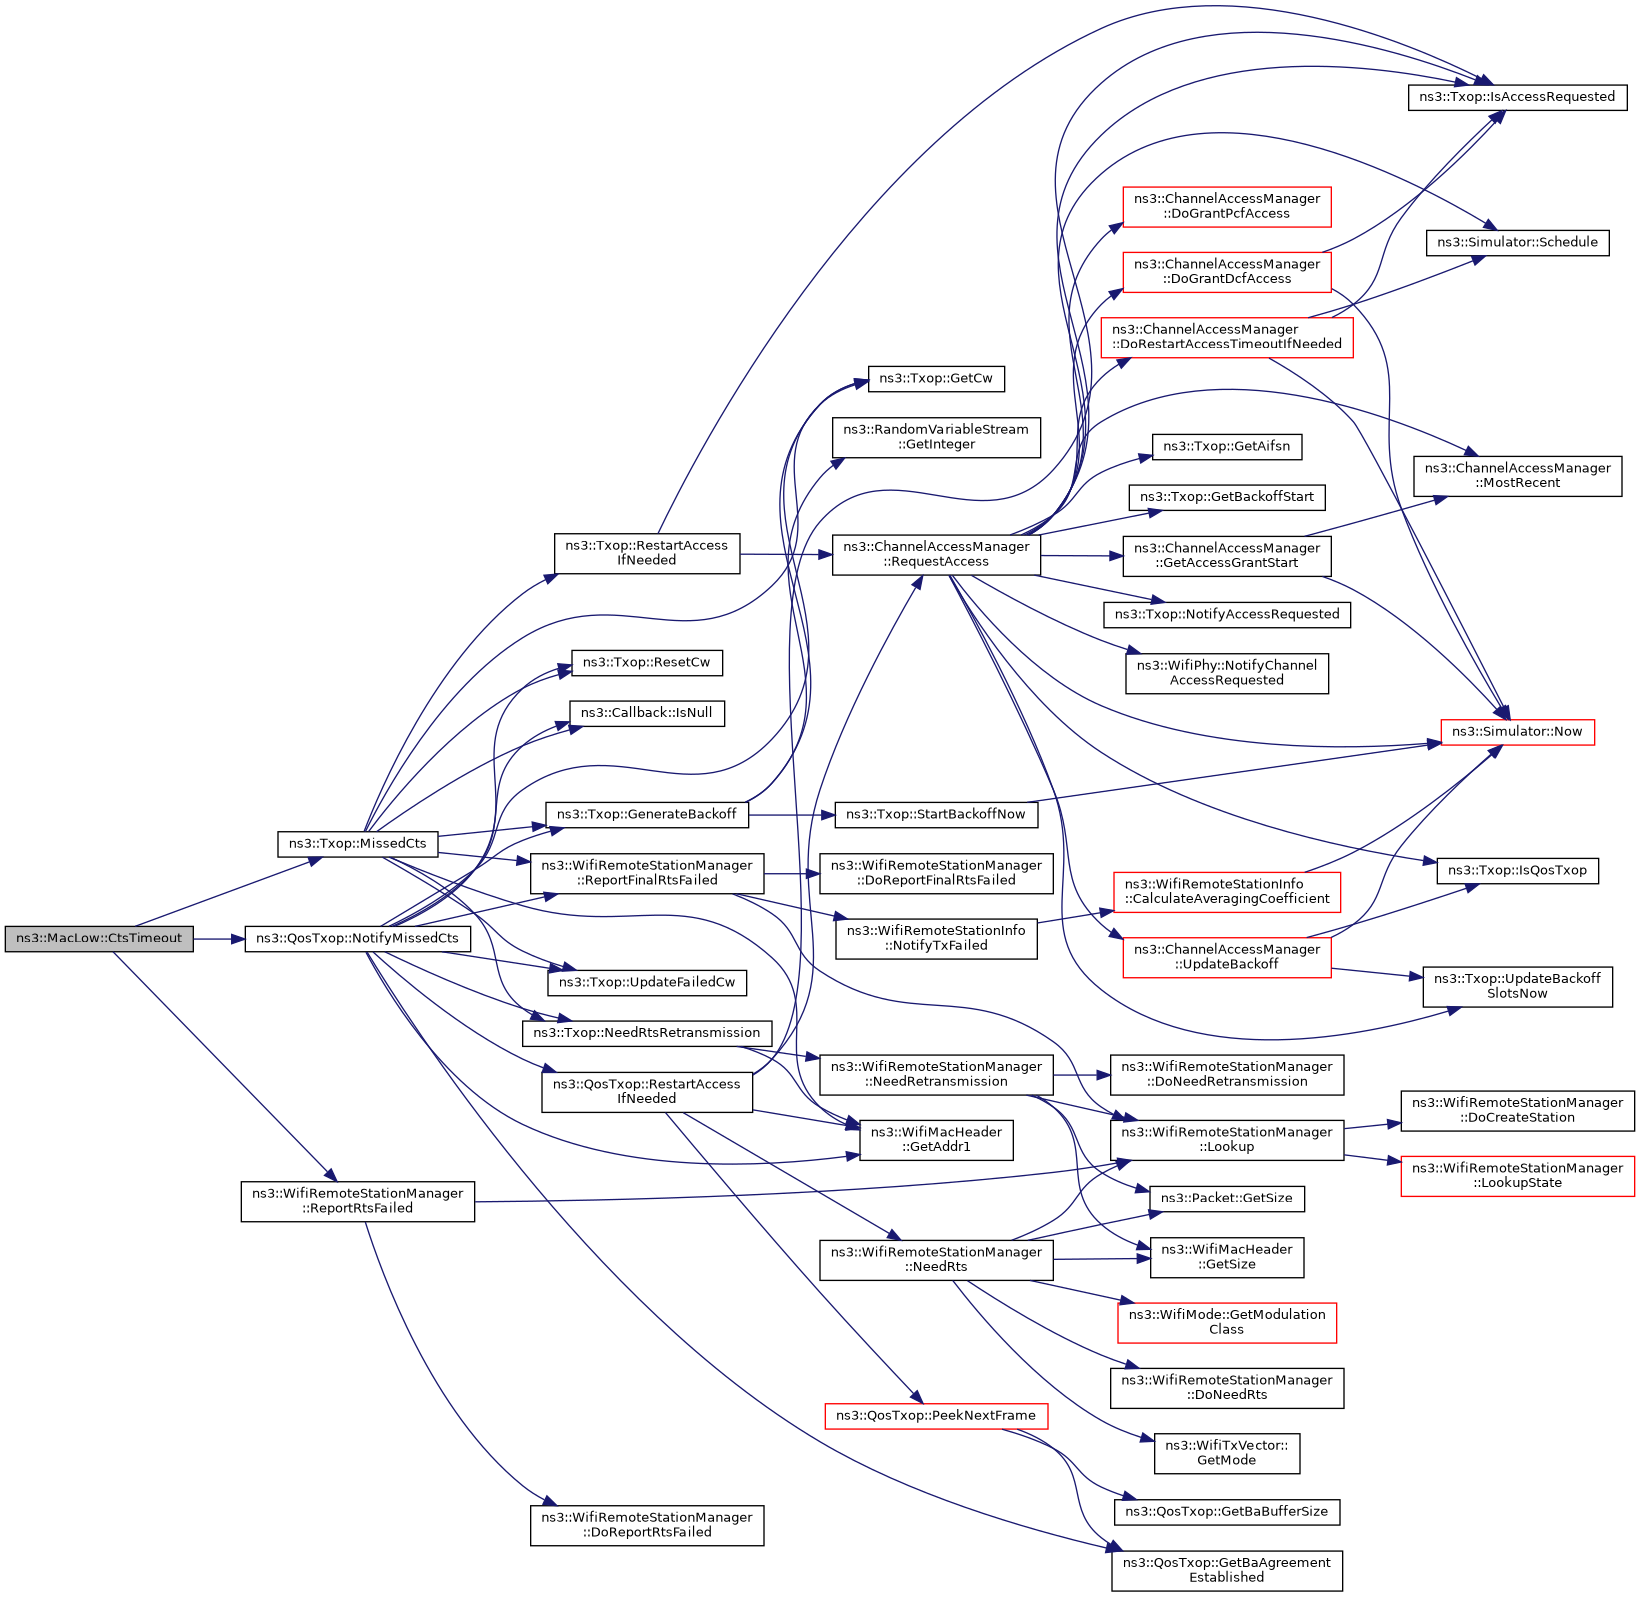 ns3::MacLow::CtsTimeout
ns3::Txop::MissedCts
ns3::QosTxop::NotifyMissedCts
ns3::WifiRemoteStationManager
::ReportRtsFailed
ns3::Txop::RestartAccess
IfNeeded
ns3::Txop::ResetCw
ns3::Callback::IsNull
ns3::Txop::GenerateBackoff
ns3::WifiRemoteStationManager
::ReportFinalRtsFailed
ns3::Txop::UpdateFailedCw
ns3::Txop::NeedRtsRetransmission
ns3::QosTxop::RestartAccess
IfNeeded
ns3::WifiRemoteStationManager
::DoReportRtsFailed
ns3::Txop::GetCw
ns3::RandomVariableStream
::GetInteger
ns3::ChannelAccessManager
::RequestAccess
ns3::Txop::StartBackoffNow
ns3::WifiRemoteStationManager
::DoReportFinalRtsFailed
ns3::WifiRemoteStationInfo
::NotifyTxFailed
ns3::WifiRemoteStationManager
::NeedRetransmission
ns3::WifiMacHeader
::GetAddr1
ns3::WifiRemoteStationManager
::NeedRts
ns3::QosTxop::PeekNextFrame
ns3::ChannelAccessManager
::DoGrantPcfAccess
ns3::ChannelAccessManager
::DoGrantDcfAccess
ns3::ChannelAccessManager
::DoRestartAccessTimeoutIfNeeded
ns3::Txop::GetAifsn
ns3::Txop::GetBackoffStart
ns3::ChannelAccessManager
::GetAccessGrantStart
ns3::Txop::NotifyAccessRequested
ns3::WifiPhy::NotifyChannel
AccessRequested
ns3::WifiRemoteStationInfo
::CalculateAveragingCoefficient
ns3::ChannelAccessManager
::UpdateBackoff
ns3::WifiRemoteStationManager
::DoNeedRetransmission
ns3::WifiRemoteStationManager
::Lookup
ns3::Packet::GetSize
ns3::WifiMacHeader
::GetSize
ns3::WifiMode::GetModulation
Class
ns3::WifiRemoteStationManager
::DoNeedRts
ns3::WifiTxVector::
GetMode
ns3::QosTxop::GetBaBufferSize
ns3::QosTxop::GetBaAgreement
Established
ns3::Txop::IsAccessRequested
ns3::Simulator::Schedule
ns3::ChannelAccessManager
::MostRecent
ns3::Simulator::Now
ns3::Txop::IsQosTxop
ns3::Txop::UpdateBackoff
SlotsNow
ns3::WifiRemoteStationManager
::DoCreateStation
ns3::WifiRemoteStationManager
::LookupState